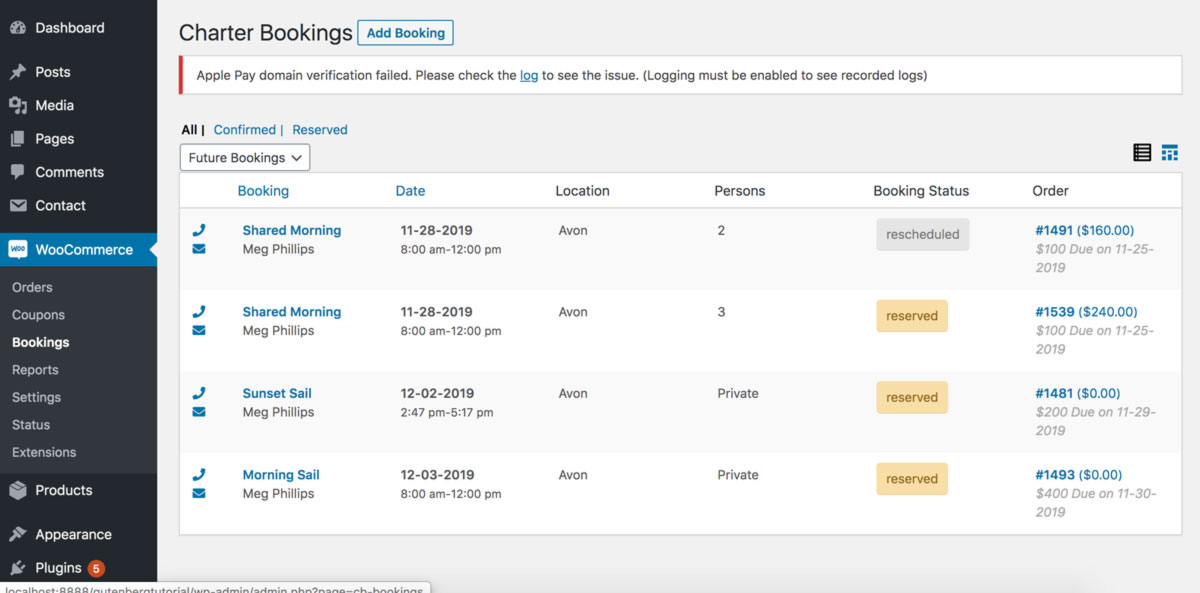 Dashboard
Posts
Media
Pages
Comments
Contact
woo WooCommerce
Orders
Coupons
Bookings
Reports
Settings
Status
Extensions
Products
Appearance
Plugins 5
Charter Bookings Add Booking
Apple Pay domain verification failed. Please check the log to see the issue. (Logging must be enabled to see recorded logs)
All | Confirmed | Reserved
Future Bookings
Booking Date Location Persons Booking Status Order
Shared Morning 11-28-2019 Avon 2 rescheduled #1491 ($160.00)
Meg Phillips 8:00 am-12:00 pm $100 Due on 11-25-
2019
Shared Morning 11-28-2019 Avon 3 reserved #1539 ($240.00)
Meg Phillips 8:00 am-12:00 pm $100 Due on 11-25-
2019
Sunset Sail 12-02-2019 Avon Private reserved #1481 ($0.00)
Meg Phillips 2:47 pm-5:17 pm $200 Due on 11-29-
2019
Morning Sail 12-03-2019 Avon Private reserved #1493 ($0.00)
Meg Phillips 8:00 am-12:00 pm $400 Due on 11-30-
2019
localhost:8888/gutenbergtutorial/wp-admin/admin.php?page=cb-bookings